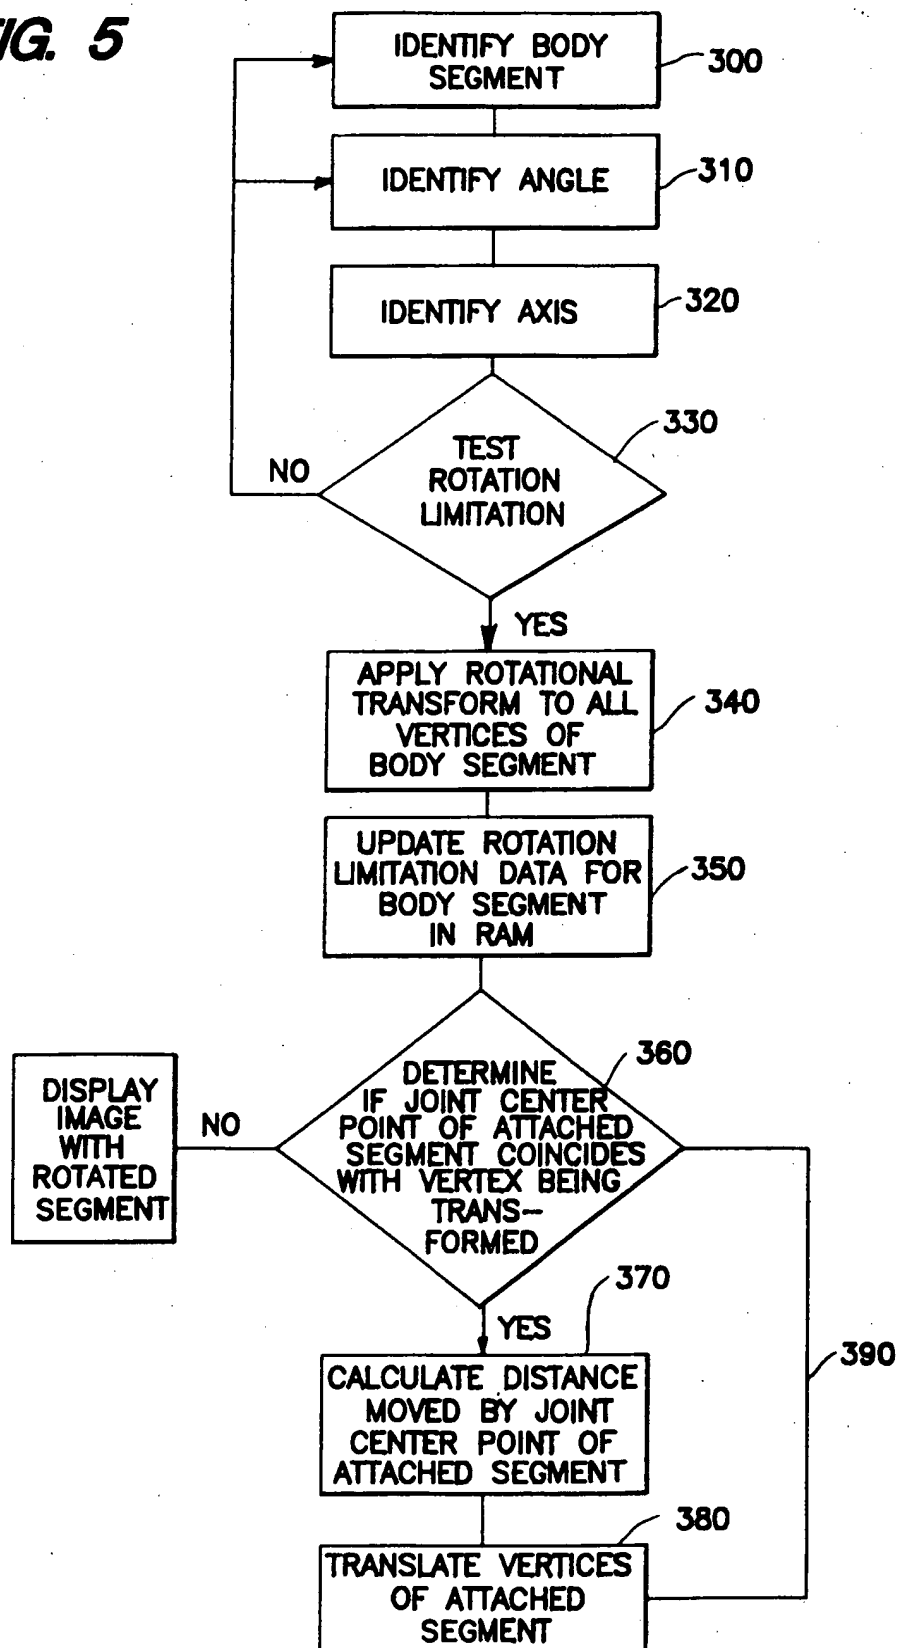 FIG. 5
IDENTIFY BODY
SEGMENT
300
IDENTIFY ANGLE
310
IDENTIFY AXIS
320
TEST
ROTATION
LIMITATION
330
NO
YES
APPLY ROTATIONAL
TRANSFORM TO ALL
VERTICES OF
BODY SEGMENT
340
UPDATE ROTATION
LIMITATION DATA FOR
BODY SEGMENT
IN RAM
350
DETERMINE
IF JOINT CENTER
POINT OF ATTACHED
SEGMENT COINCIDES
WITH VERTEX BEING
TRANS-
FORMED
360
NO
DISPLAY
IMAGE
WITH
ROTATED
SEGMENT
YES
CALCULATE DISTANCE
MOVED BY JOINT
CENTER POINT OF
ATTACHED SEGMENT
370
390
TRANSLATE VERTICES
OF ATTACHED
SEGMENT
380